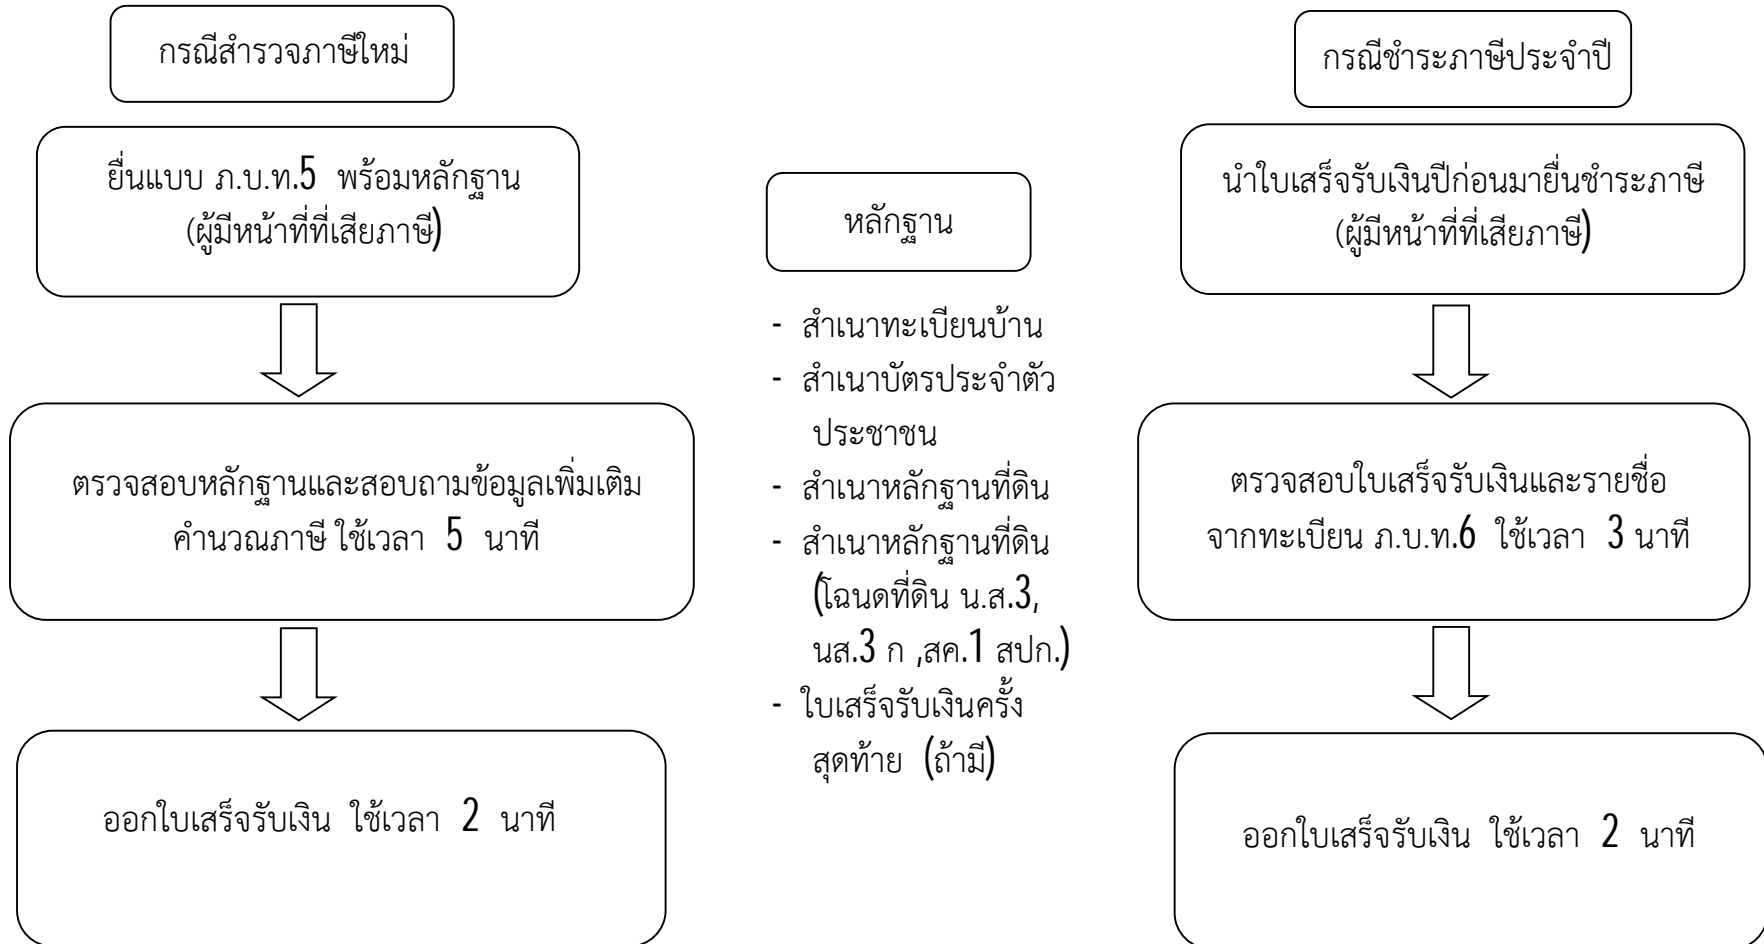 กรณีสำรวจภาษีใหม่
ยื่นแบบ ภ.บ.ท.5 พร้อมหลักฐาน
(ผู้มีหน้าที่ที่เสียภาษี)
ตรวจสอบหลักฐานและสอบถามข้อมูลเพิ่มเติม
คำนวณภาษี ใช้เวลา 5 นาที
ออกใบเสร็จรับเงิน ใช้เวลา 2 นาที
หลักฐาน
- สำเนาทะเบียนบ้าน
- สำเนาบัตรประจำตัว
ประชาชน
- สำเนาหลักฐานที่ดิน
- สำเนาหลักฐานที่ดิน
(โฉนดที่ดิน น.ส.3,
นส.3 ก ,สค.1 สปก.)
- ใบเสร็จรับเงินครั้ง
สุดท้าย (ถ้ามี)
กรณีชำระภาษีประจำปี
นำใบเสร็จรับเงินปีก่อนมายื่นชำระภาษี
(ผู้มีหน้าที่ที่เสียภาษี)
ตรวจสอบใบเสร็จรับเงินและรายชื่อ
จากทะเบียน ภ.บ.ท.6 ใช้เวลา 3 นาที
ออกใบเสร็จรับเงิน ใช้เวลา 2 นาที